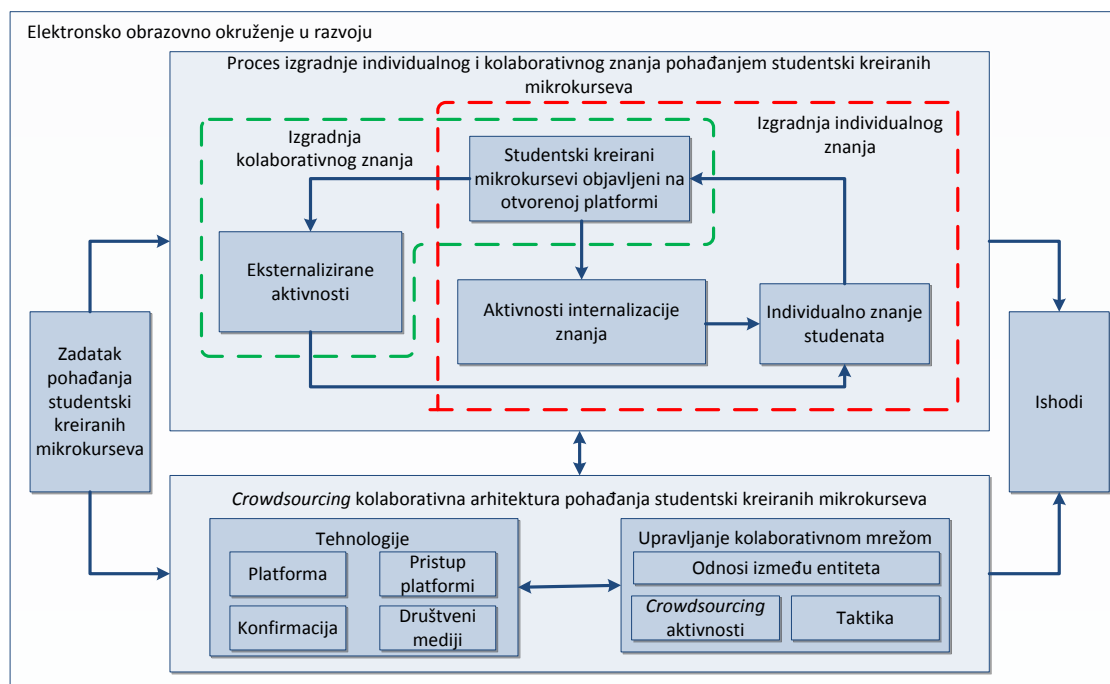 Elektronsko obrazovno okruženje u razvoju
Proces izgradnje individualnog i kolaborativnog znanja pohađanjem studentski kreiranih
mikrokurseva
Izgradnja
kolaborativnog znanja
Izgradnja individualnog
znanja
Studentski kreirani
mikrokursevi objavljeni na
otvorenoj platformi
Eksternalizirane
aktivnosti
Aktivnosti internalizacije
znanja
Individualno znanje
studenata
Zadatak
pohađanja
studentski
kreiranih
mikrokurseva
Ishodi
Crowdsourcing kolaborativna arhitektura pohađanja studentski kreiranih mikrokurseva
Tehnologije
Platforma
Pristup
platformi
Konfirmacija
Društveni
mediji
Upravljanje kolaborativnom mrežom
Odnosi između entiteta
Crowdsourcing
aktivnosti
Taktika